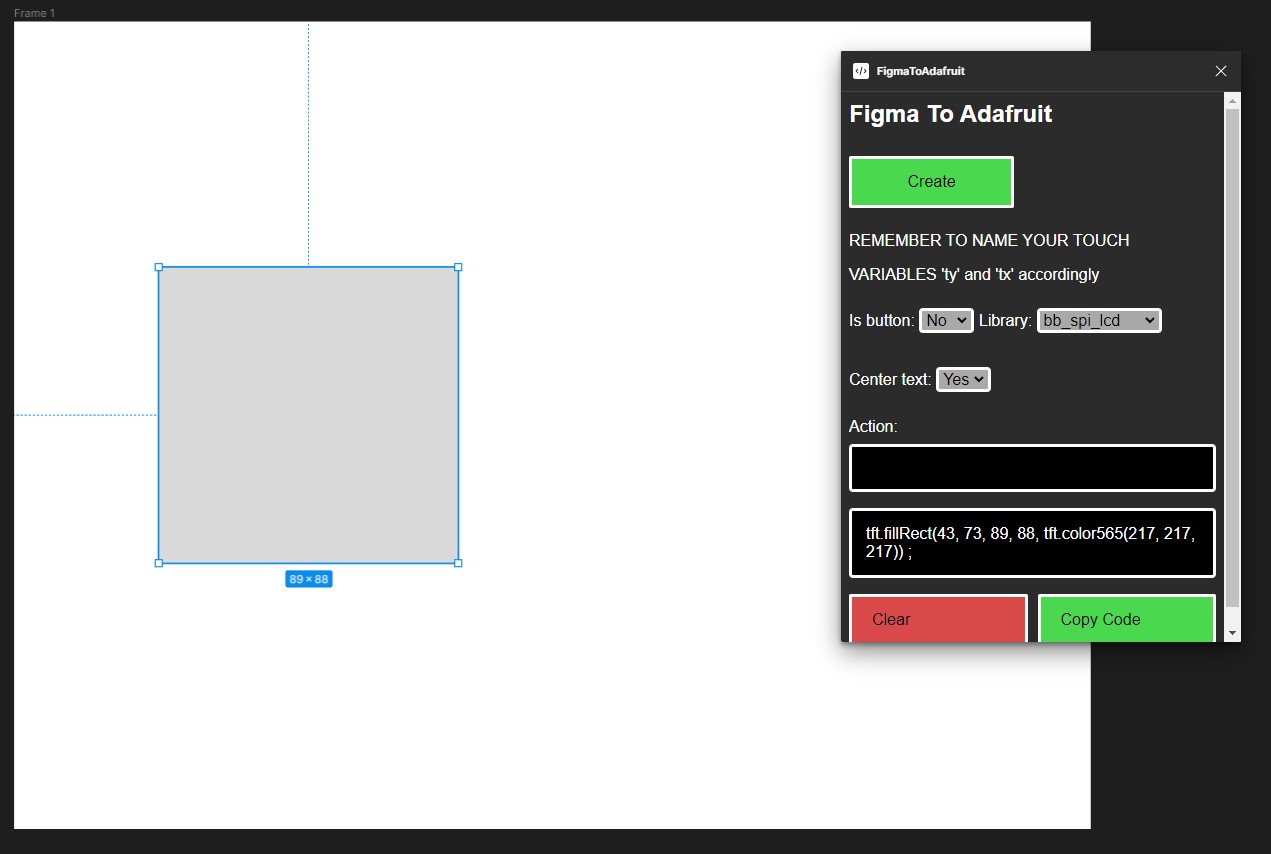 Frame 1
FigmaToAdafruit
Figma To Adafruit
Create
REMEMBER TO NAME YOUR TOUCH
VARIABLES 'ty' and 'tx' accordingly
Is button: No Library: bb_spi_lcd
Center text: Yes
Action:
tft.fillRect(43, 73, 89, 88, tft.color565(217, 217,
217)) ;
89 × 88
Clear Copy Code